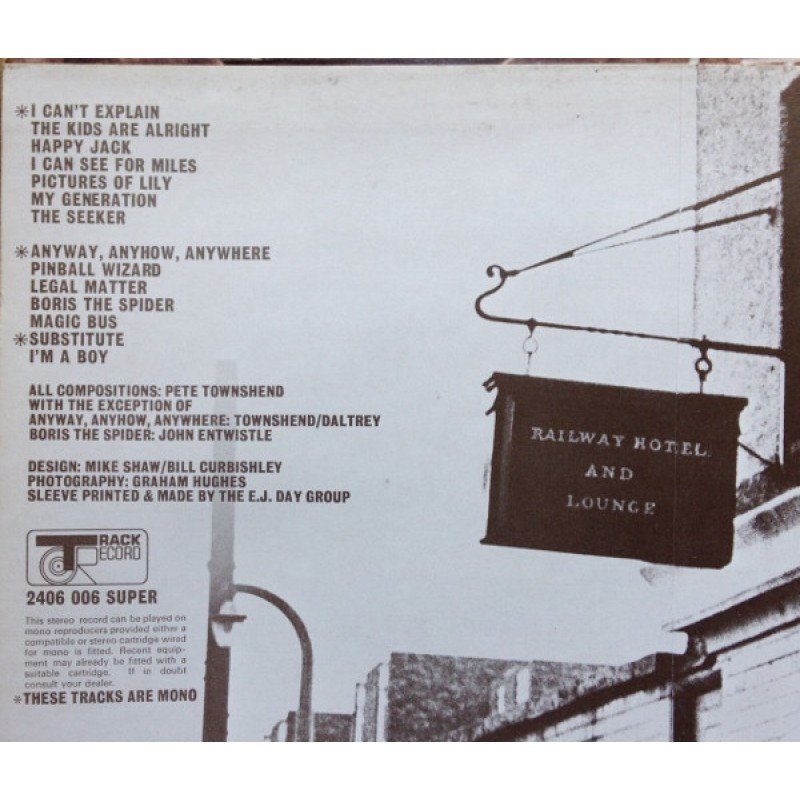 *I CAN'T EXPLAIN
THE KIDS ARE ALRIGHT
HAPPY JACK
I CAN SEE FOR MILES
PICTURES OF LILY
MY GENERATION
THE SEEKER
*ANYWAY, ANYHOW, ANYWHERE
PINBALL WIZARD
LEGAL MATTER
BORIS THE SPIDER
MAGIC BUS
*SUBSTITUTE
I'M A BOY
ALL COMPOSITIONS: PETE TOWNSHEND
WITH THE EXCEPTION OF
ANYWAY, ANYHOW, ANYWHERE: TOWNSHEND/DALTREY
BORIS THE SPIDER: JOHN ENTWISTLE
DESIGN: MIKE SHAW/BILL CURBISHLEY
PHOTOGRAPHY: GRAHAM HUGHES
SLEEVE PRINTED & MADE BY THE E.J. DAY GROUP
TRACK
RECORD
2406 006 SUPER
This stereo record can be played on
mono reproducers provided either a
compatible or stereo cartridge wired
for mono is fitted. Recent equip-
ment may already be fitted with a
suitable cartridge. If in doubt
consult your dealer.
*THESE TRACKS ARE MONO
RAILWAY HOTEL
AND
LOUNGE